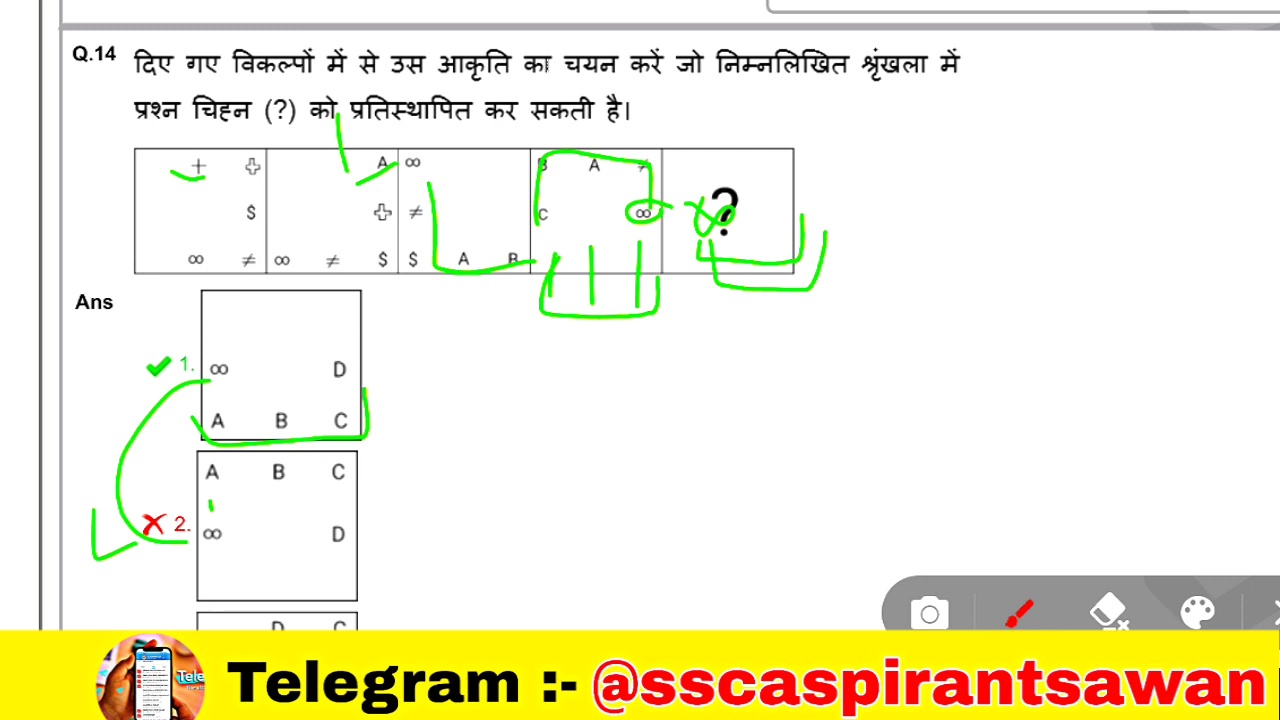 Q.14 दिए गए विकल्पों में से उस आकृति का चयन करें जो निम्नलिखित श्रृंखला में
प्रश्न चिह्न (?) को प्रतिस्थापित कर सकती है।
+ A ∞ B A ≠
$ ≠ C ∞ ?
∞ ≠ ∞ ≠ $ $ A B
Ans
1. ∞ D
A B C
A B C
2. ∞ D
Telegram :- @sscaspirantsawan